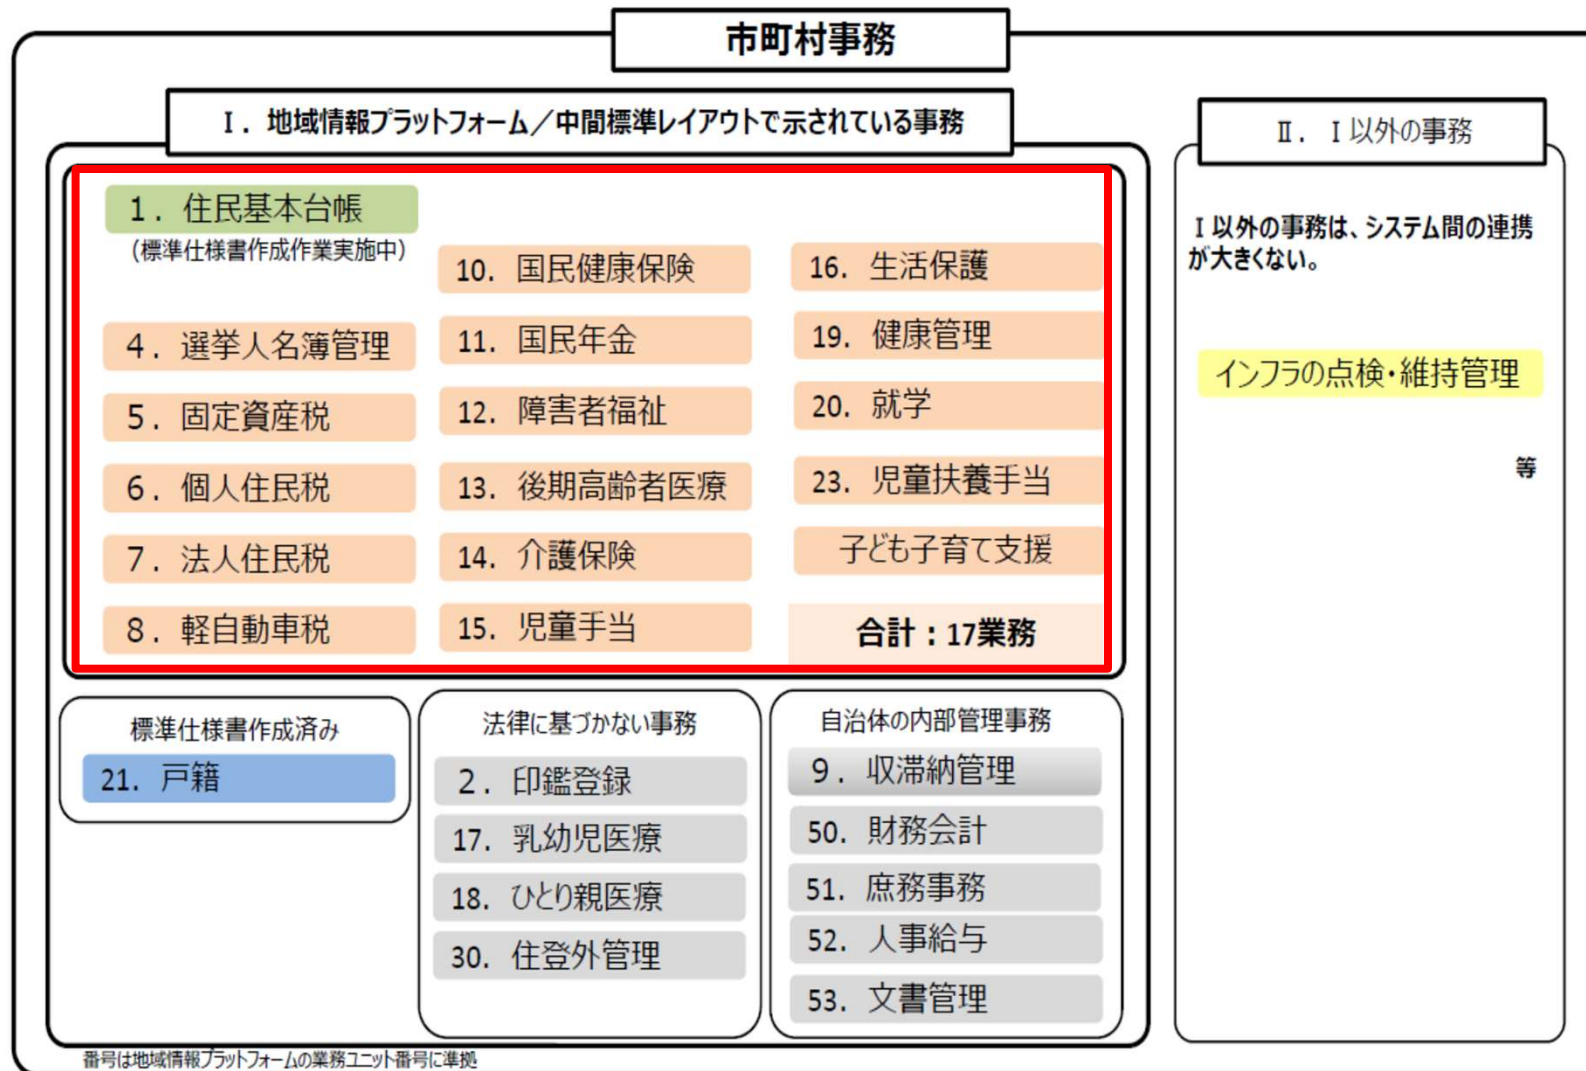 市町村事務
Ⅰ．地域情報プラットフォーム／中間標準レイアウトで示されている事務
1．住民基本台帳
（標準仕様書作成作業実施中）
4．選挙人名簿管理
5．固定資産税
6．個人住民税
7．法人住民税
8．軽自動車税
10．国民健康保険
11．国民年金
12．障害者福祉
13．後期高齢者医療
14．介護保険
15．児童手当
16．生活保護
19．健康管理
20．就学
23．児童扶養手当
子ども子育て支援
合計：17業務
標準仕様書作成済み
21．戸籍
法律に基づかない事務
2．印鑑登録
17．乳幼児医療
18．ひとり親医療
30．住登外管理
自治体の内部管理事務
9．収滞納管理
50．財務会計
51．庶務事務
52．人事給与
53．文書管理
番号は地域情報プラットフォームの業務ユニット番号に準拠
Ⅱ．Ⅰ以外の事務
Ⅰ以外の事務は、システム間の連携
が大きくない。
インフラの点検・維持管理
等